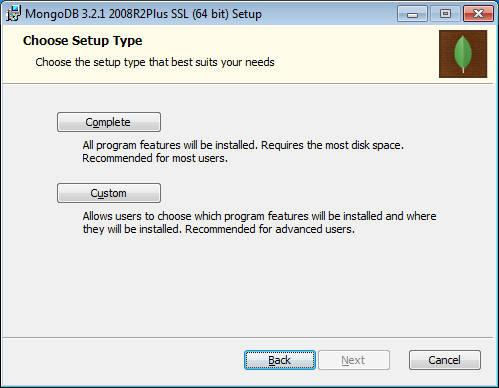 MongoDB 3.2.1 2008R2Plus SSL (64 bit) Setup
Choose Setup Type
Choose the setup type that best suits your needs
Complete
All program features will be installed. Requires the most disk space.
Recommended for most users.
Custom
Allows users to choose which program features will be installed and where
they will be installed. Recommended for advanced users.
Back Next Cancel